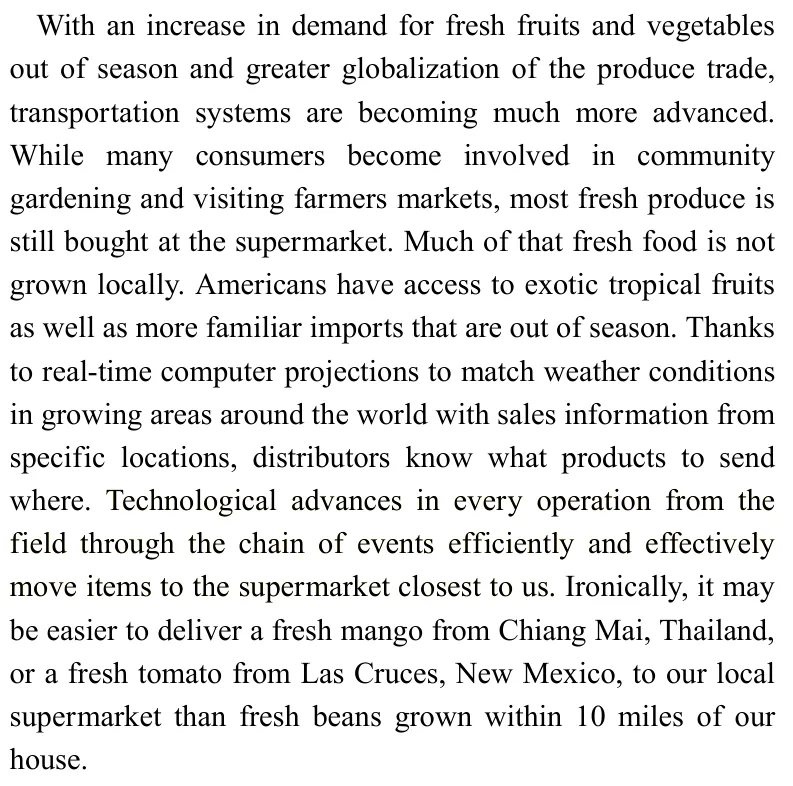 With an increase in demand for fresh fruits and vegetables
out of season and greater globalization of the produce trade,
transportation systems are becoming much more advanced.
While many consumers become involved in community
gardening and visiting farmers markets, most fresh produce is
still bought at the supermarket. Much of that fresh food is not
grown locally. Americans have access to exotic tropical fruits
as well as more familiar imports that are out of season. Thanks
to real-time computer projections to match weather conditions
in growing areas around the world with sales information from
specific locations, distributors know what products to send
where. Technological advances in every operation from the
field through the chain of events efficiently and effectively
move items to the supermarket closest to us. Ironically, it may
be easier to deliver a fresh mango from Chiang Mai, Thailand,
or a fresh tomato from Las Cruces, New Mexico, to our local
supermarket than fresh beans grown within 10 miles of our
house.